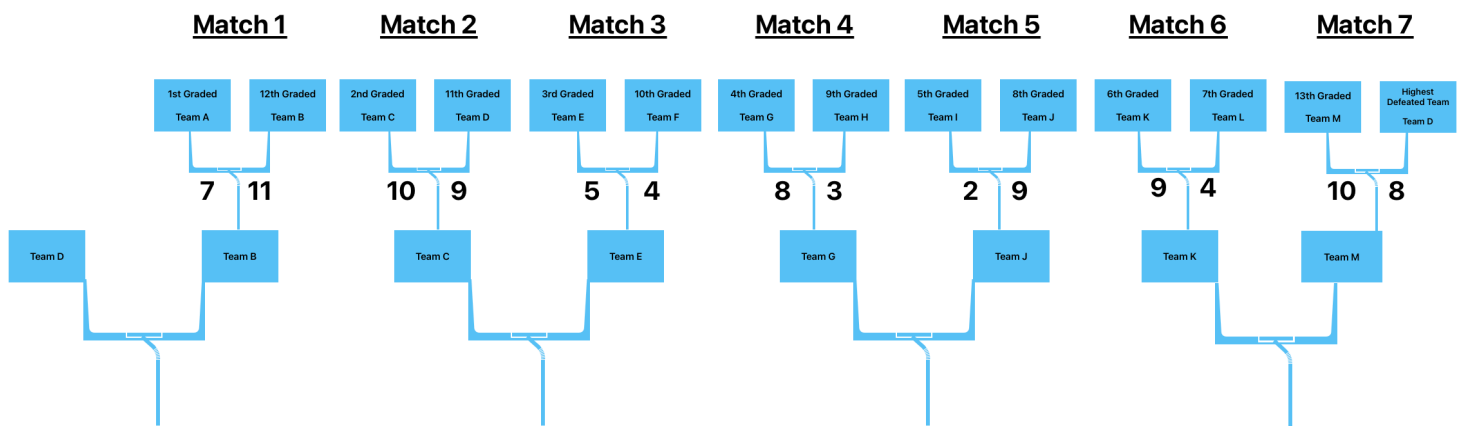 Match 1
Match 2
Match 3
Match 4
Match 5
Match 6
Match 7
1st Graded
Team A
12th Graded
Team B
2nd Graded
Team C
11th Graded
Team D
3rd Graded
Team E
10th Graded
Team F
4th Graded
Team G
9th Graded
Team H
5th Graded
Team I
8th Graded
Team J
6th Graded
Team K
7th Graded
Team L
13th Graded
Team M
Highest
Defeated Team
Team D
7
11
10
9
5
4
8
3
2
9
9
4
10
8
Team D
Team B
Team C
Team E
Team G
Team J
Team K
Team M